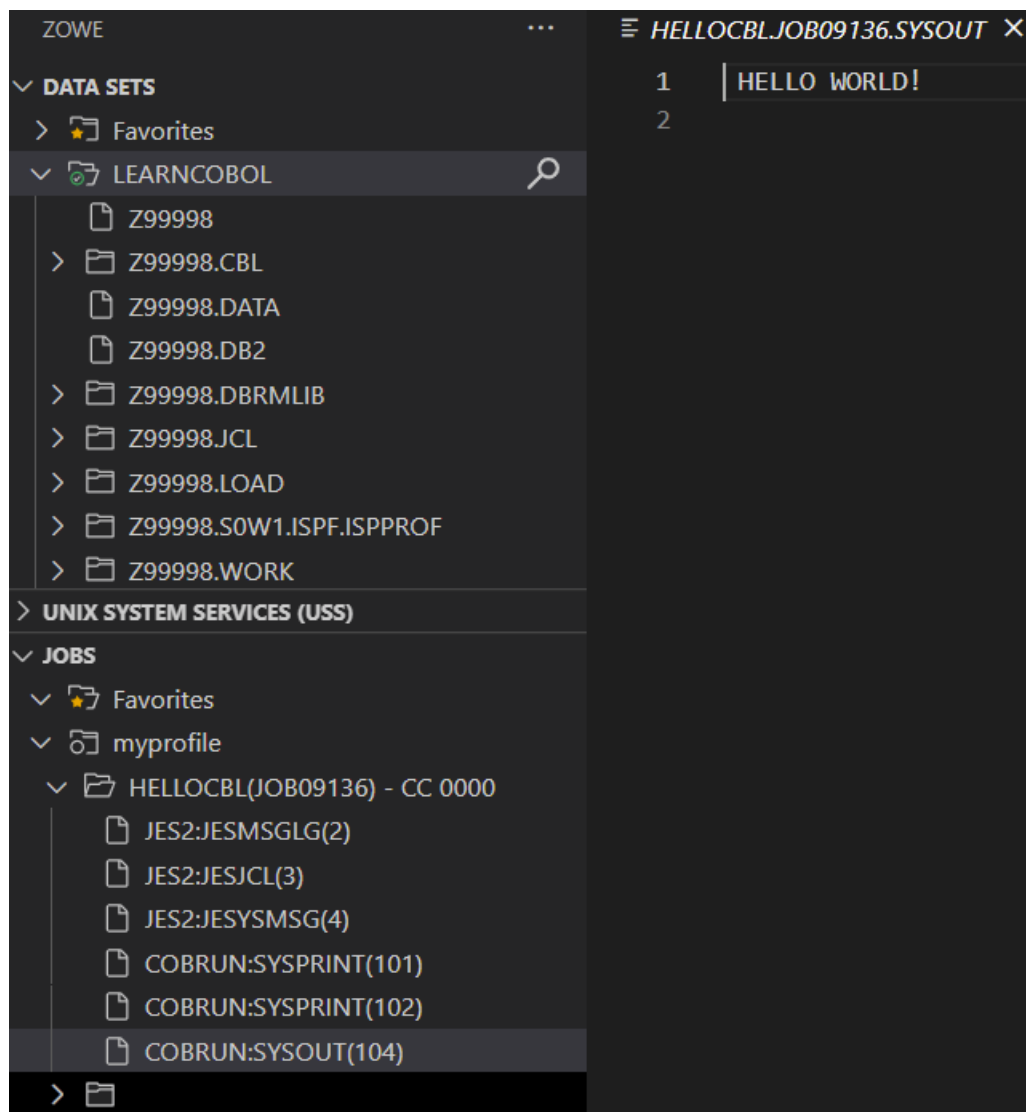 ZOWE
DATA SETS
Favorites
LEARNCOBOL
Z99998
Z99998.CBL
Z99998.DATA
Z99998.DB2
Z99998.DBRMLIB
Z99998.JCL
Z99998.LOAD
Z99998.S0W1.ISPF.ISPPROF
Z99998.WORK
UNIX SYSTEM SERVICES (USS)
JOBS
Favorites
myprofile
HELLOCBL(JOB09136) - CC 0000
JES2:JESMSGLG(2)
JES2:JESJCL(3)
JES2:JESYSMSG(4)
COBRUN:SYSPRINT(101)
COBRUN:SYSPRINT(102)
COBRUN:SYSOUT(104)
HELLOCBL.JOB09136.SYSOUT
1 HELLO WORLD!
2